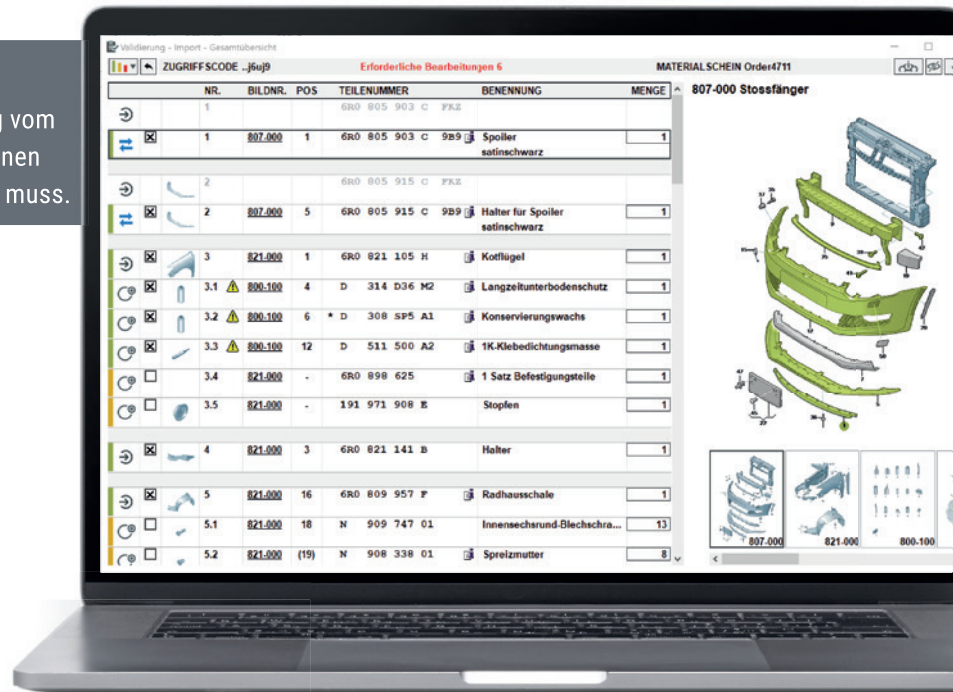 g vom
nen
muss.
Validierung - Import - Gesamtübersicht
ZUGRIFFSCODE ..j6uj9 Erforderliche Bearbeitungen 6 MATERIALSCHEIN Order4711
NR. BILDNR. POS TEILENUMMER BENENNUNG MENGE
1 6R0 805 903 C FKZ
1 807-000 1 6R0 805 903 C 9B9 Spoiler 1
satinschwarz
2 6R0 805 915 C FKZ
2 807-000 5 6R0 805 915 C 9B9 Halter für Spoiler 1
satinschwarz
3 821-000 1 6R0 821 105 H Kotflügel 1
3.1 800-100 4 D 314 D36 M2 Langzeitunterbodenschutz 1
3.2 800-100 6 * D 308 SP5 A1 Konservierungswachs 1
3.3 800-100 12 D 511 500 A2 1K-Klebedichtungsmasse 1
3.4 821-000 - 6R0 898 625 1 Satz Befestigungsteile 1
3.5 821-000 - 191 971 908 E Stopfen 1
4 821-000 3 6R0 821 141 B Halter 1
5 821-000 16 6R0 809 957 F Radhausschale 1
5.1 821-000 18 N 909 747 01 Innensechsrund-Blechschra... 13
5.2 821-000 (19) N 908 338 01 Spreizmutter 8
807-000 Stossfänger
807-000 821-000 800-100